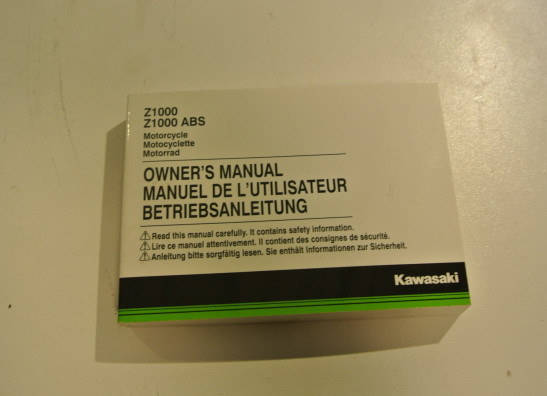 Z1000
Z1000 ABS
Motorcycle
Motocyclette
Motorrad
OWNER'S MANUAL
MANUEL DE L'UTILISATEUR
BETRIEBSANLEITUNG
Read this manual carefully. It contains safety information.
Lire ce manuel attentivement. Il contient des consignes de sécurité.
Anleitung bitte sorgfältig lesen. Sie enthält Informationen zur Sicherheit.
Kawasaki